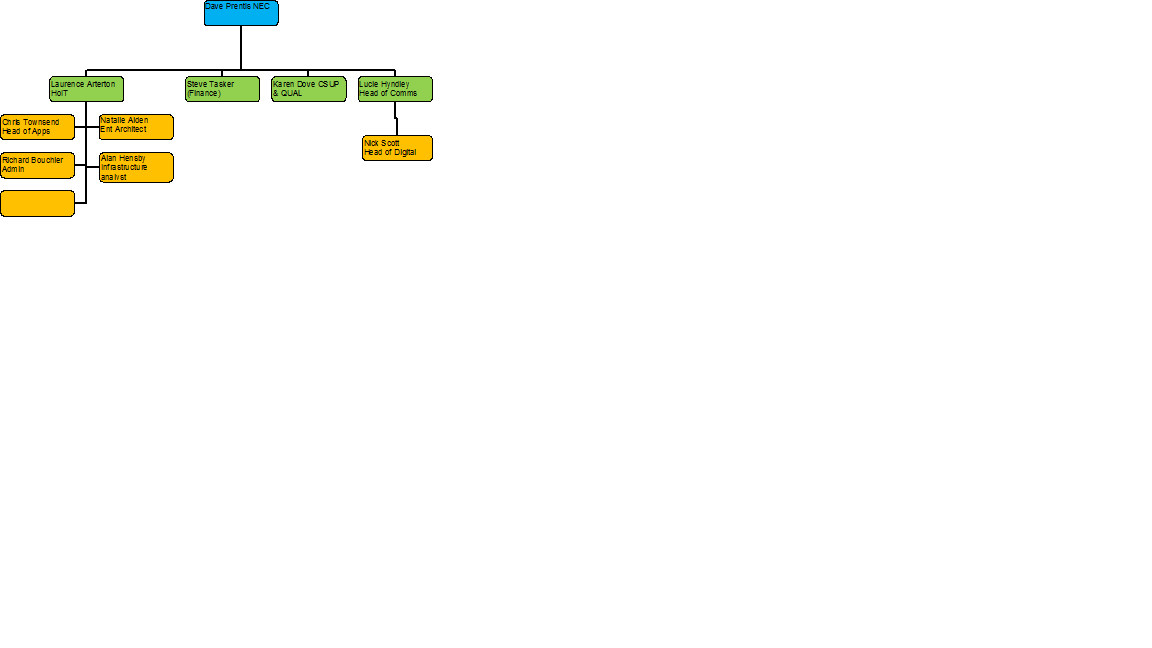 Dave Prentis NEC
Laurence Arterton
HoIT
Steve Tasker
(Finance)
Karen Dove CSUP
& QUAL
Lucie Hyndley
Head of Comms
Chris Townsend
Head of Apps
Natalie Alden
Ent Architect
Nick Scott
Head of Digital
Richard Bouchier
Admin
Alan Hensby
Infrastructure
analyst